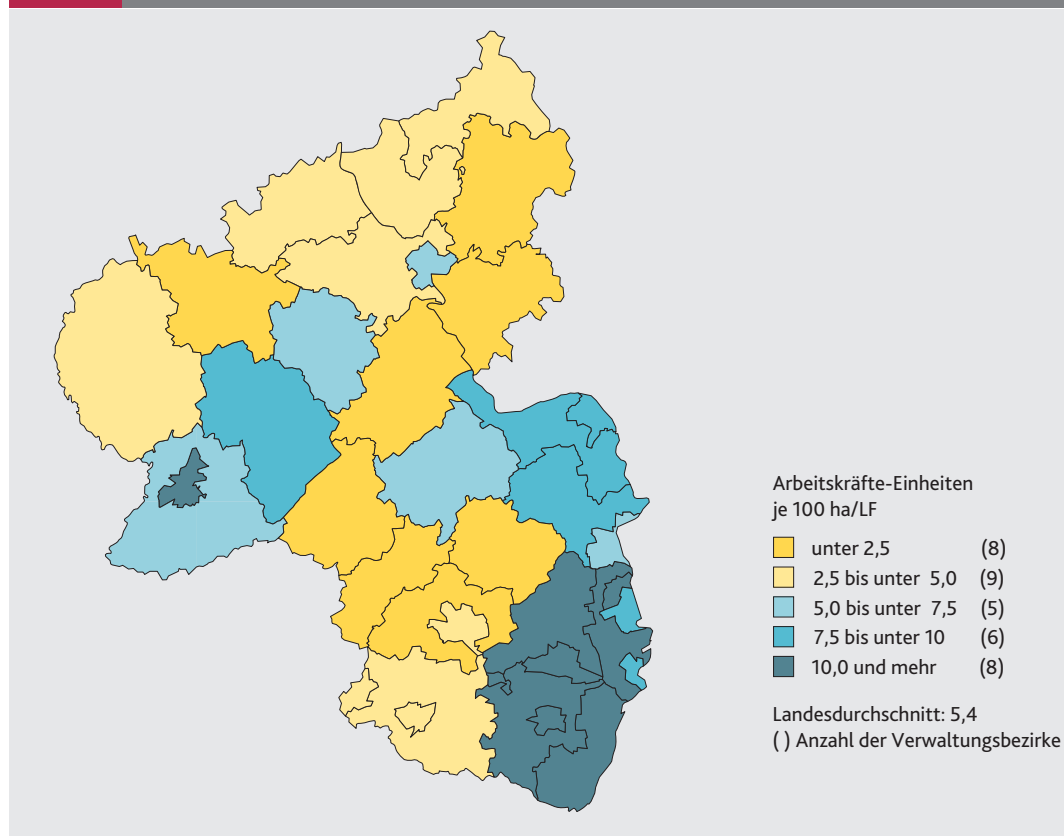 Arbeitskräfte-Einheiten
je 100 ha/LF
unter 2,5 (8)
2,5 bis unter 5,0 (9)
5,0 bis unter 7,5 (5)
7,5 bis unter 10 (6)
10,0 und mehr (8)
Landesdurchschnitt: 5,4
( ) Anzahl der Verwaltungsbezirke